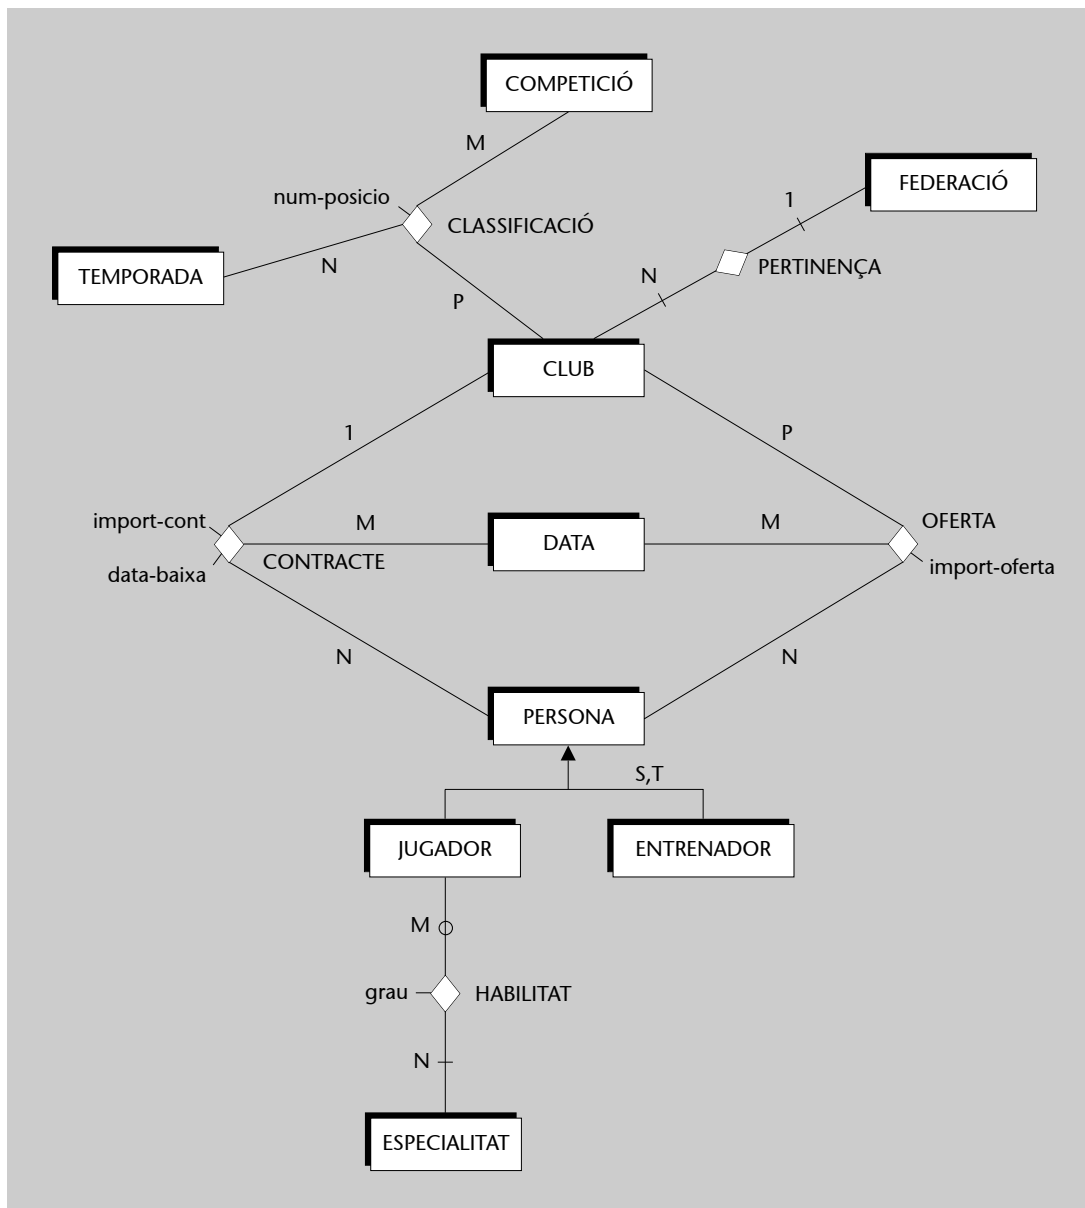 COMPETICIÓ
M
FEDERACIÓ
num-posicio
1
CLASSIFICACIÓ
TEMPORADA
N
N
PERTINENÇA
P
CLUB
1
P
import-cont
M
DATA
M
OFERTA
CONTRACTE
data-baixa
import-oferta
N
N
PERSONA
S,T
JUGADOR
ENTRENADOR
M
grau
HABILITAT
N
ESPECIALITAT